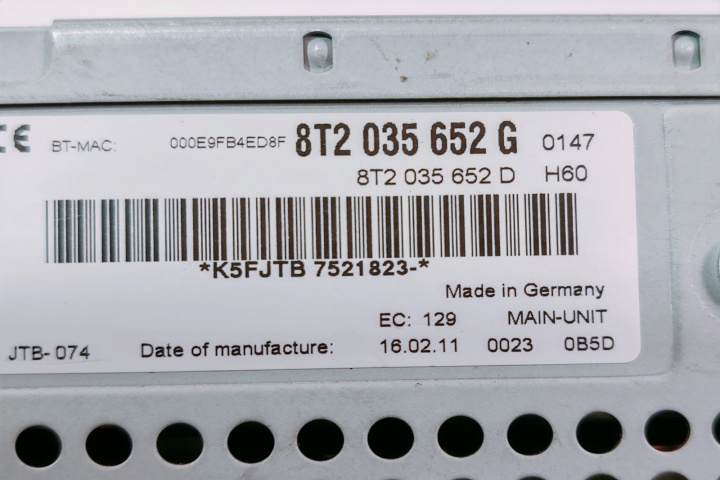 CE BT-MAC: 000E9FB4ED8F 8T2 035 652 G 0147
8T2 035 652 D H60
*K5FJTB 7521823-*
Made in Germany
EC: 129 MAIN-UNIT
JTB-074 Date of manufacture: 16.02.11 0023 0B5D